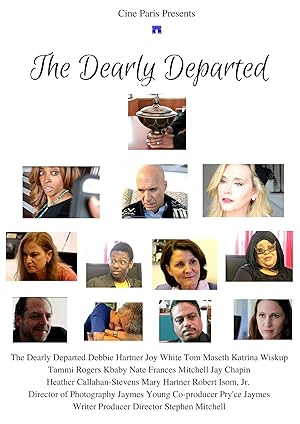 Cine Paris Presents
The Dearly Departed
The Dearly Departed Debbie Hartner Joy White Tom Maseth Katrina Wiskup
Tammi Rogers Kbaby Nate Frances Mitchell Jay Chapin
Heather Callahan-Stevens Mary Hartner Robert Isom, Jr.
Director of Photography Jaymes Young Co-producer Pry'ce Jaymes
Writer Producer Director Stephen Mitchell